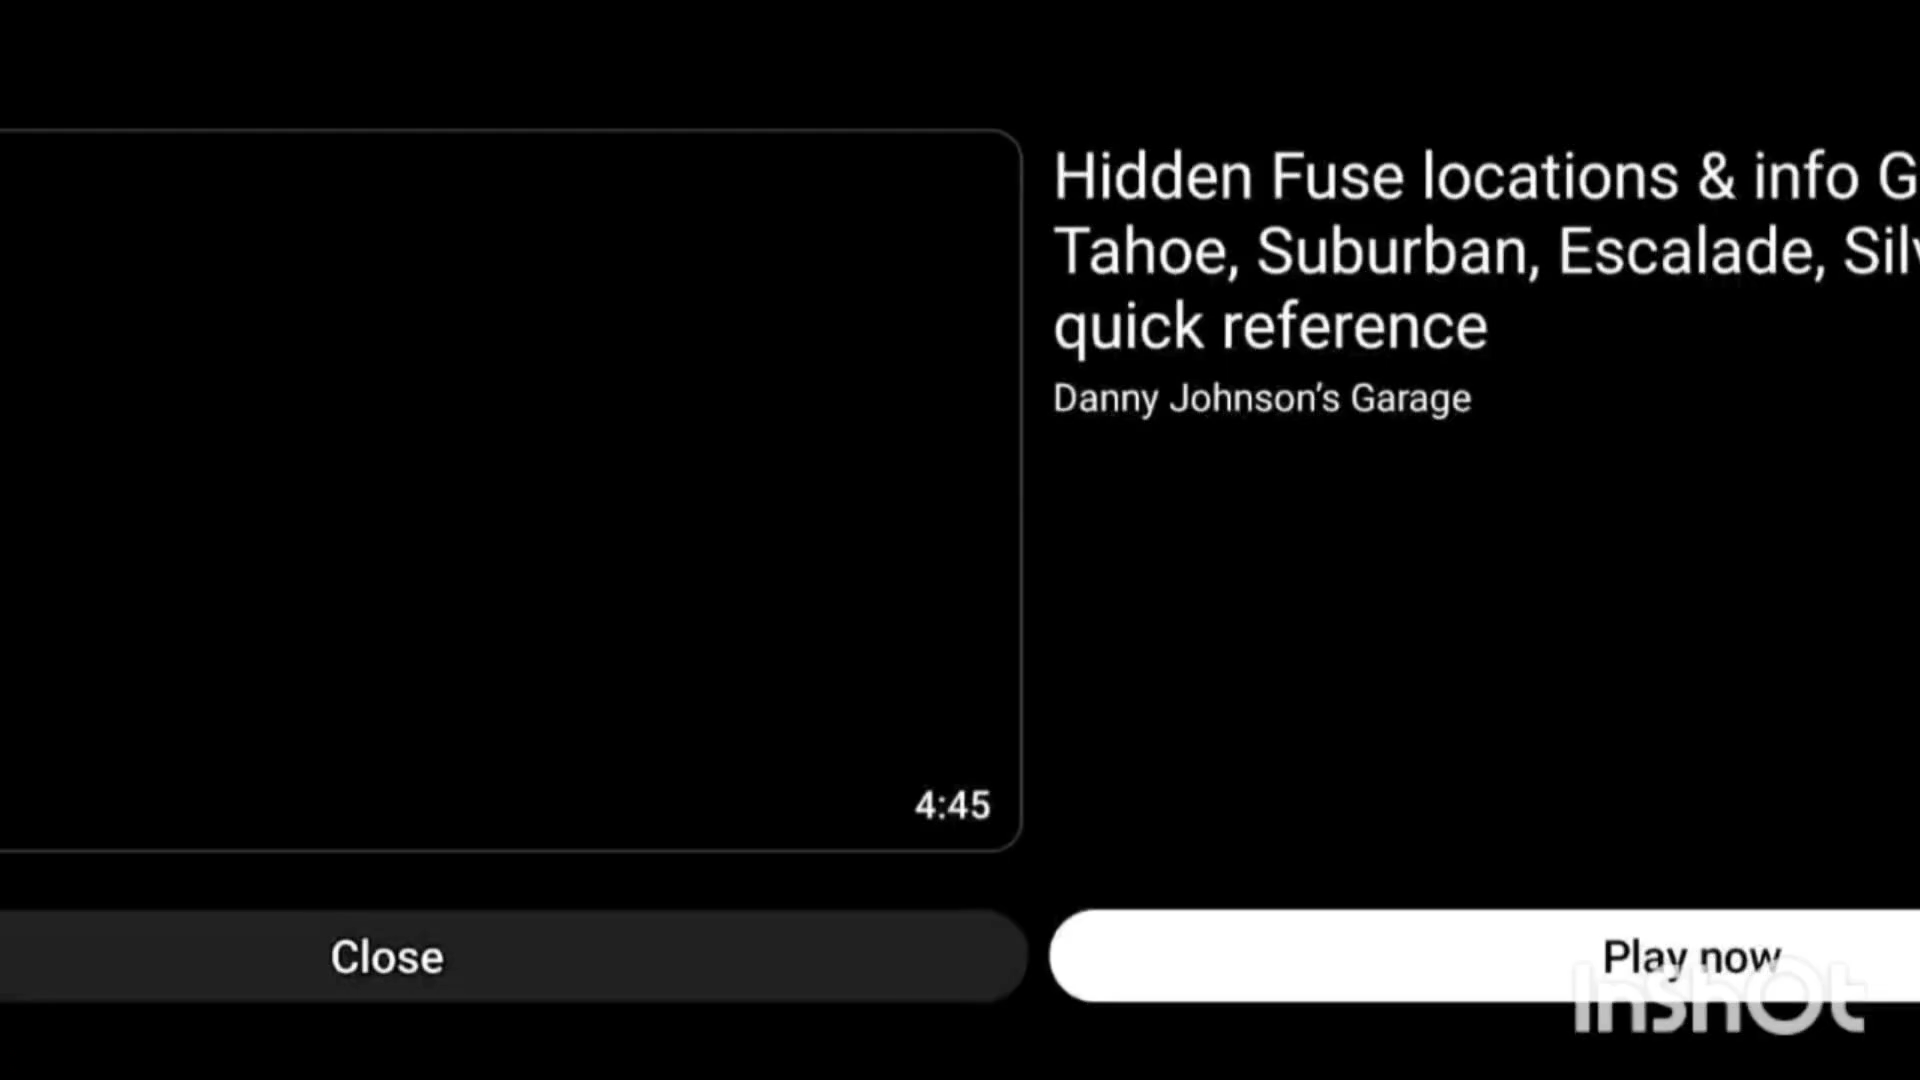 Hidden Fuse locations & info
Tahoe, Suburban, Escalade,
quick reference
Danny Johnson’s Garage
4:45
Close
Play now
InShOt